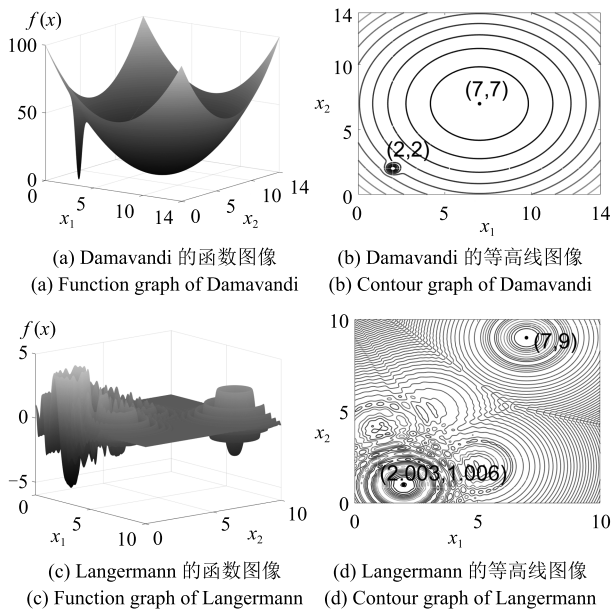 f(x)
100
50
0
0
5
10
14
x₁
0
5
10
14
x₂
14
10
5
0
x₂
(7,7)
(2,2)
0
5
10
14
x₁
(a) Damavandi 的函数图像
(a) Function graph of Damavandi
(b) Damavandi 的等高线图像
(b) Contour graph of Damavandi
f(x)
5
0
−5
0
5
10
x₁
0
5
10
x₂
10
5
0
x₂
(7,9)
(2.003,1.006)
0
5
10
x₁
(c) Langermann 的函数图像
(c) Function graph of Langermann
(d) Langermann 的等高线图像
(d) Contour graph of Langermann